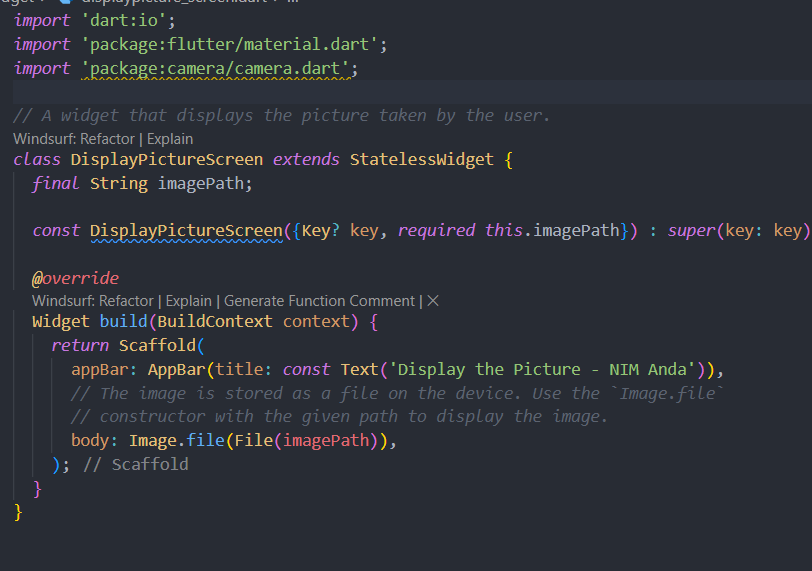 import 'dart:io';
import 'package:flutter/material.dart';
import 'package:camera/camera.dart';
// A widget that displays the picture taken by the user.
Windsurf: Refactor | Explain
class DisplayPictureScreen extends StatelessWidget {
final String imagePath;
const DisplayPictureScreen({Key? key, required this.imagePath}) : super(key: key)
@override
Windsurf: Refactor | Explain | Generate Function Comment | ×
Widget build(BuildContext context) {
return Scaffold(
appBar: AppBar(title: const Text('Display the Picture - NIM Anda')),
// The image is stored as a file on the device. Use the `Image.file`
// constructor with the given path to display the image.
body: Image.file(File(imagePath)),
); // Scaffold
}
}